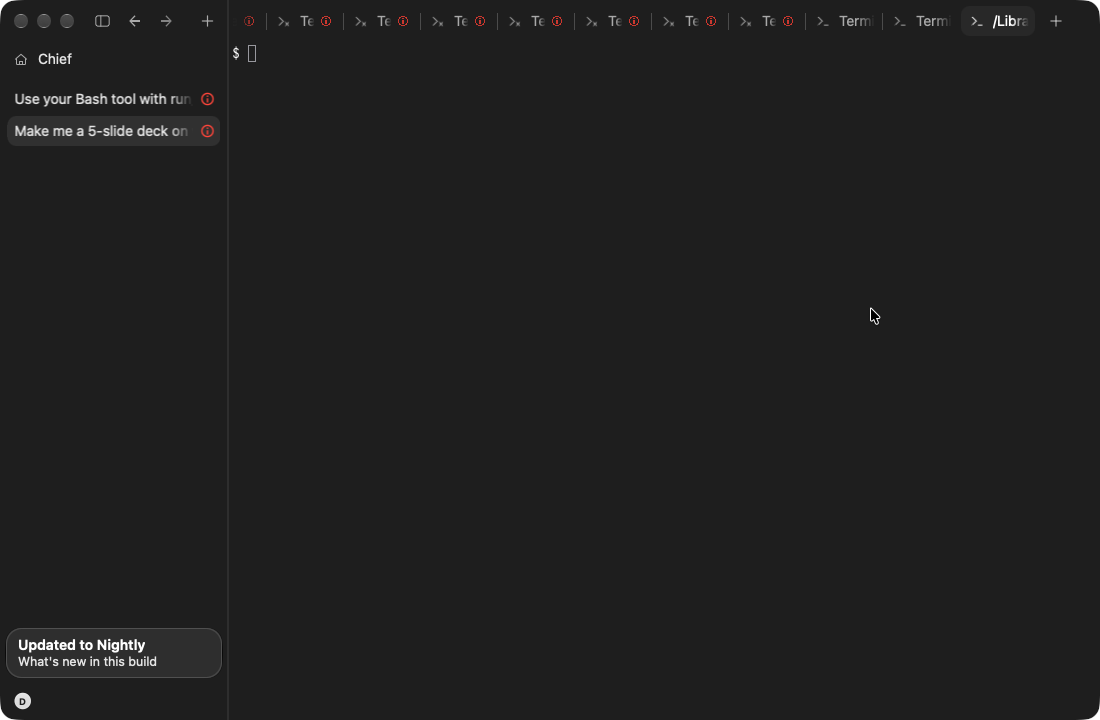 Te
Te
Te
Te
Te
Te
Te
Term
Term
/Libra
Chief
$
Use your Bash tool with run
Make me a 5-slide deck on
Updated to Nightly
What's new in this build
D